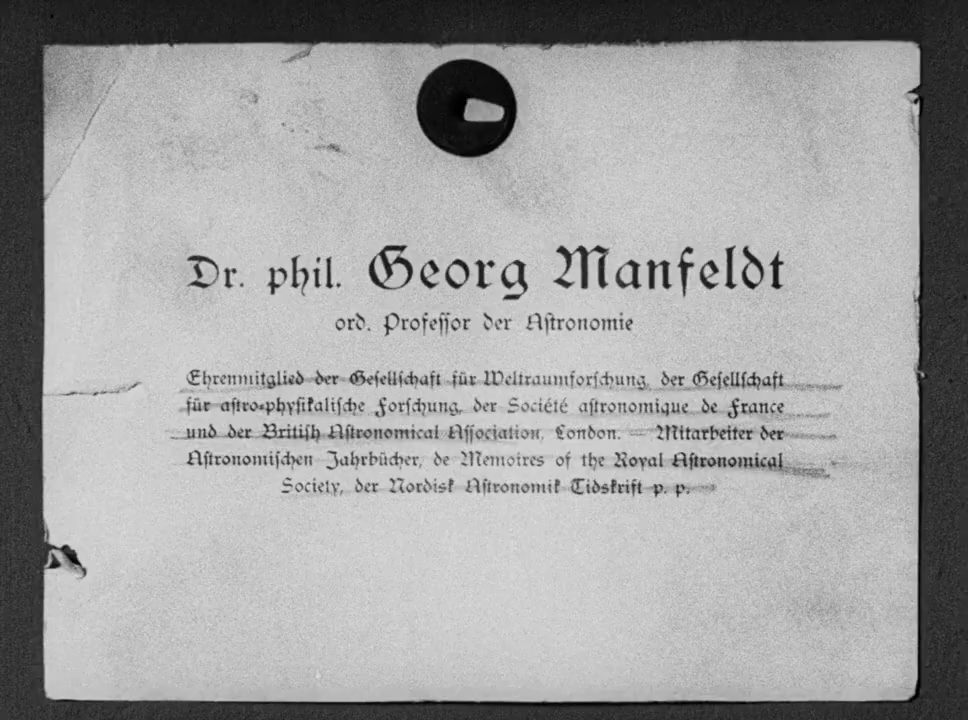 Dr. phil. Georg Manfeldt
ord. Professor der Astronomie
Ehrenmitglied der Gesellschaft für Weltraumforschung, der Gesellschaft
für astro-physikalische Forschung, der Société astronomique de France
und der British Astronomical Association, London. — Mitarbeiter der
Astronomischen Jahrbücher, de Memoires of the Royal Astronomical
Society, der Nordisk Astronomik Tidskrift p. p.